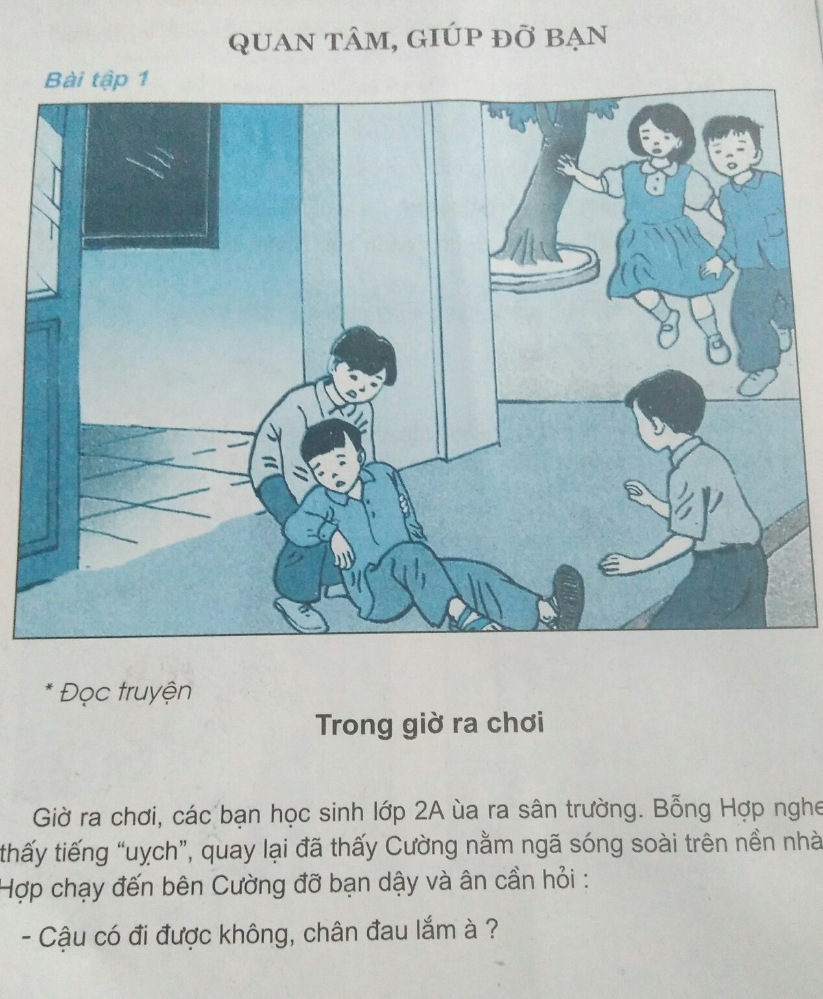 QUAN TÂM, GIÚP ĐỠ BẠN
Bài tập 1
* Đọc truyện
Trong giờ ra chơi
Giờ ra chơi, các bạn học sinh lớp 2A ùa ra sân trường. Bỗng Hợp nghe
thấy tiếng “uỵch”, quay lại đã thấy Cường nằm ngã sóng soài trên nền nhà
Hợp chạy đến bên Cường đỡ bạn dậy và ân cần hỏi :
- Cậu có đi được không, chân đau lắm à ?